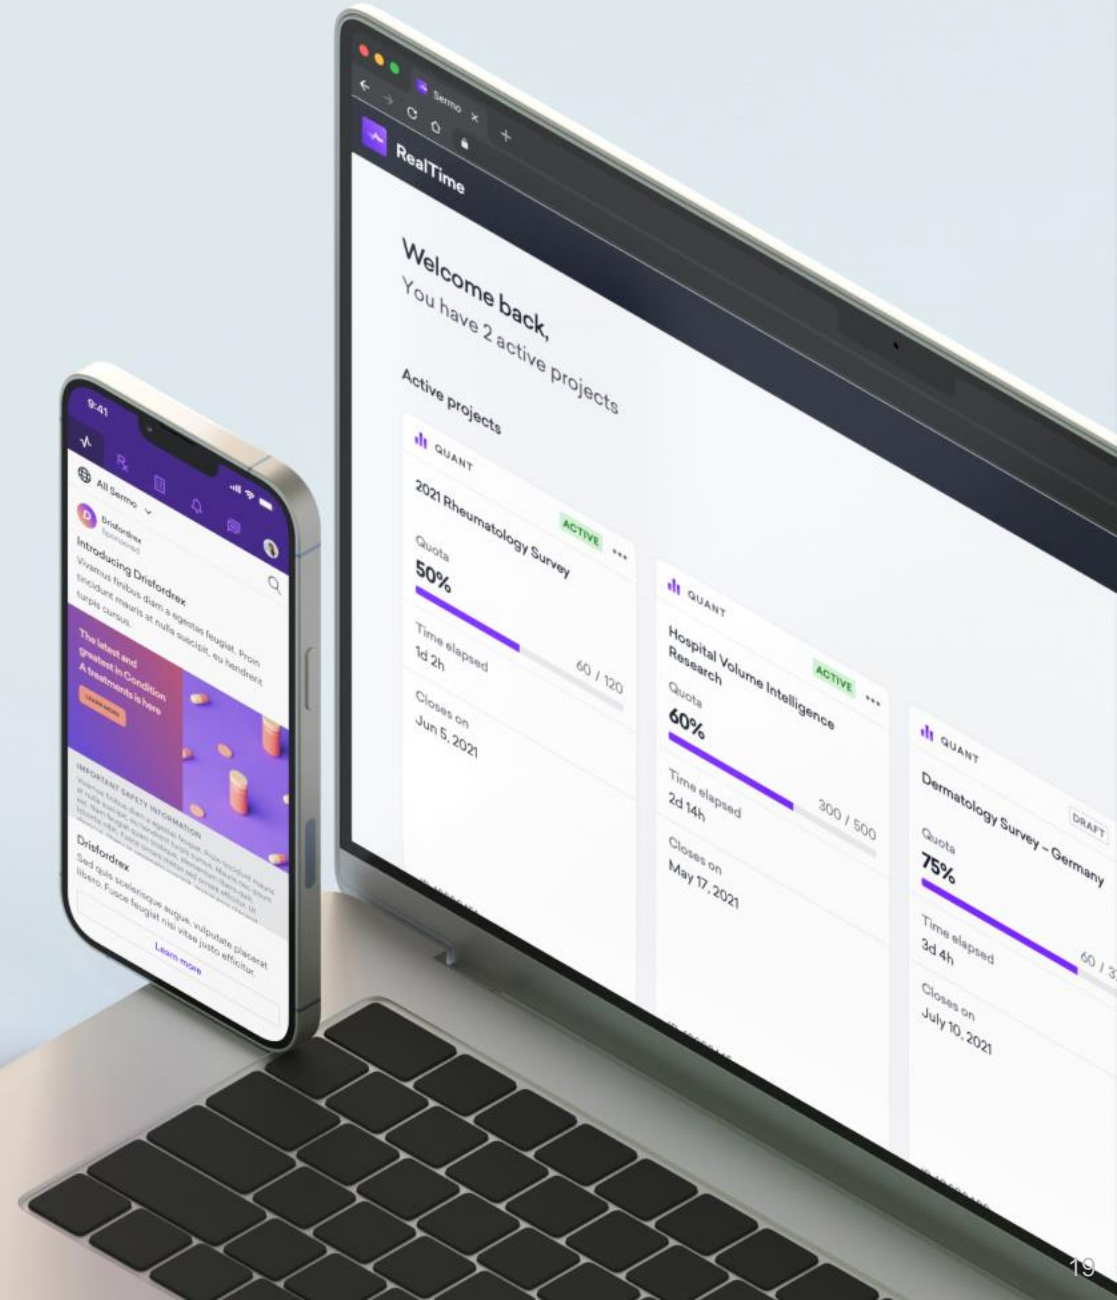 9:41
All Sermo
D
Drisfordrex
Sponsored
Introducing Drisfordrex
Vivamus finibus diam a egestas feugiat. Proin
tincidunt mauris at nulla suscipit, eu hendrerit
turpis cursus.
The latest and
greatest in Condition
A treatments is here
LEARN MORE
IMPORTANT SAFETY INFORMATION
Drisfordrex
Sed quis scelerisque augue, vulputate placerat
libero. Fusce feugiat nisi vitae justo efficitur.
Learn more
Sermo
RealTime
Welcome back,
You have 2 active projects
Active projects
QUANT
ACTIVE
2021 Rheumatology Survey
Quota
50%
60 / 120
Time elapsed
1d 2h
Closes on
Jun 5, 2021
QUANT
ACTIVE
Hospital Volume Intelligence
Research
Quota
60%
300 / 500
Time elapsed
2d 14h
Closes on
May 17, 2021
QUANT
DRAFT
Dermatology Survey – Germany
Quota
75%
60 / 3
Time elapsed
3d 4h
Closes on
July 10, 2021
19